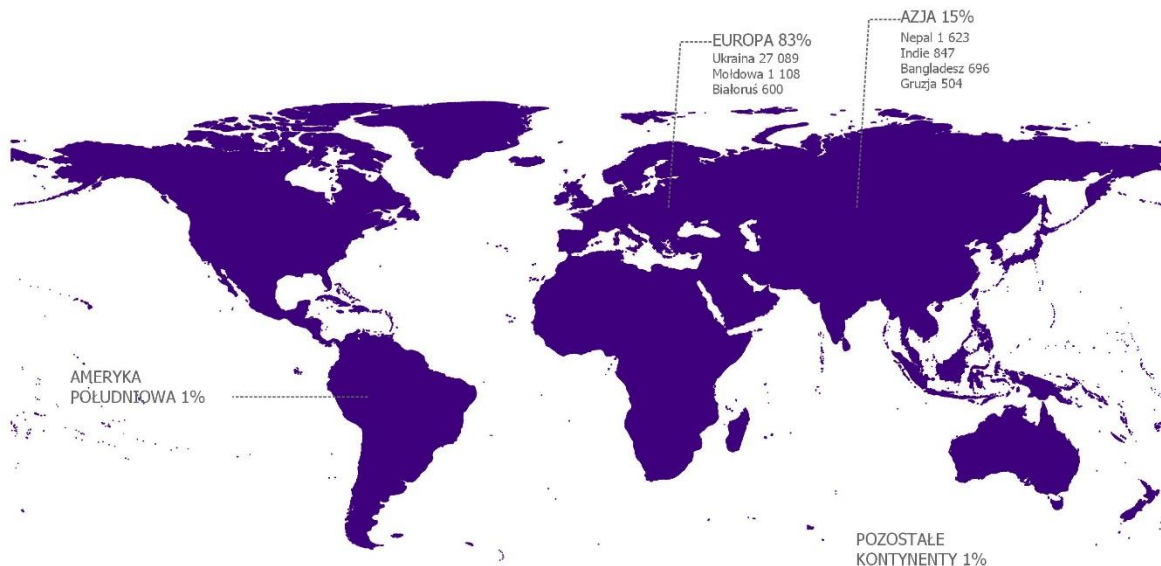 AZJA 15%
Nepal 1 623
Indie 847
Bangladesz 696
Gruzja 504
EUROPA 83%
Ukraina 27 089
Mołdowa 1 108
Białoruś 600
AMERYKA
POŁUDNIOWA 1%
POZOSTAŁE
KONTYNENTY 1%